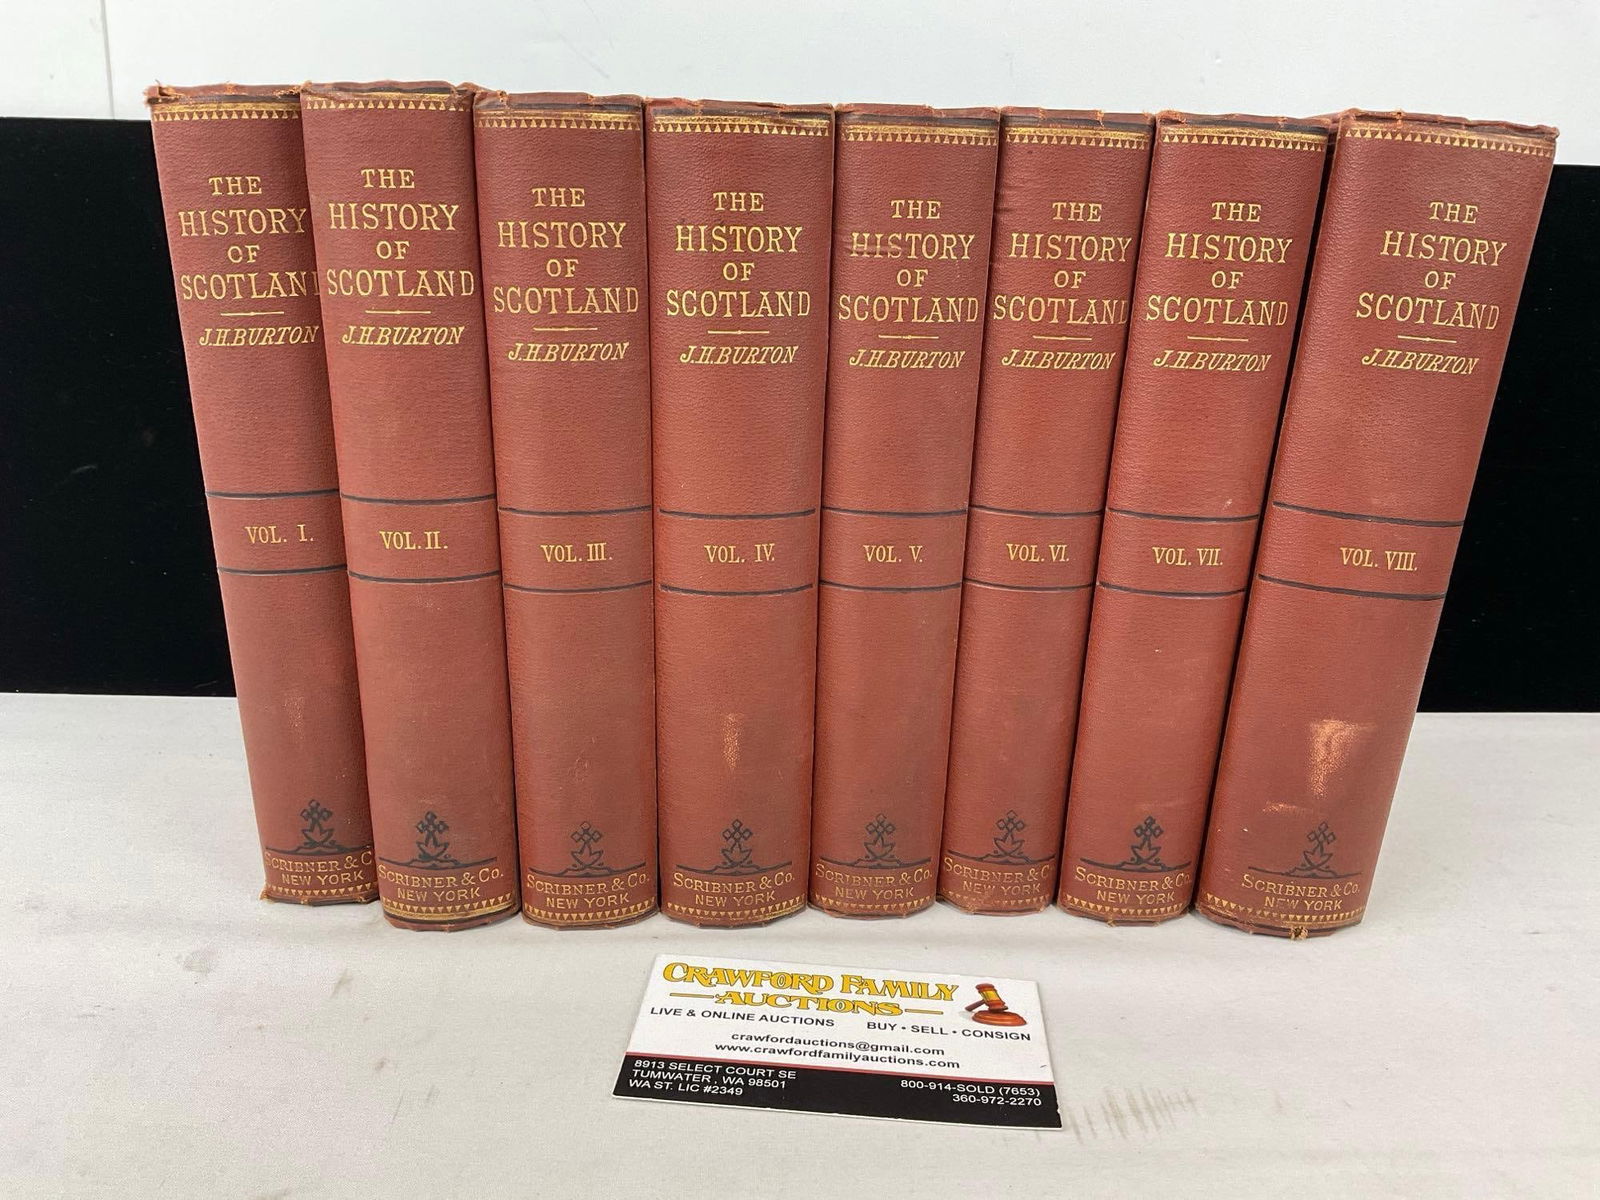 THE
HISTORY
OF
SCOTLAN
J.H.BURTON
VOL. I.
SCRIBNER & C
NEW YORK
THE
HISTORY
OF
SCOTLAND
J.H.BURTON
VOL. II.
SCRIBNER & CO.
NEW YORK
THE
HISTORY
OF
SCOTLAND
J.H.BURTON
VOL. III.
SCRIBNER & CO.
NEW YORK
THE
HISTORY
OF
SCOTLAND
J.H.BURTON
VOL. IV.
SCRIBNER & CO.
NEW YORK
THE
HISTORY
OF
SCOTLAND
J.H.BURTON
VOL. V.
SCRIBNER & CO.
NEW YORK
THE
HISTORY
OF
SCOTLAND
J.H.BURTON
VOL. VI.
SCRIBNER & C
NEW YORK
THE
HISTORY
OF
SCOTLAND
J.H.BURTON
VOL. VII.
SCRIBNER & CO.
NEW YORK
THE
HISTORY
OF
SCOTLAND
J.H.BURTON
VOL. VIII.
SCRIBNER & CO.
NEW YORK
CRAWFORD FAMILY
AUCTIONS
LIVE & ONLINE AUCTIONS BUY • SELL • CONSIGN
crawfordauctions@gmail.com
www.crawfordfamilyauctions.com
8913 SELECT COURT SE
TUMWATER , WA 98501
WA ST. LIC #2349
800-914-SOLD (7653)
360-972-2270